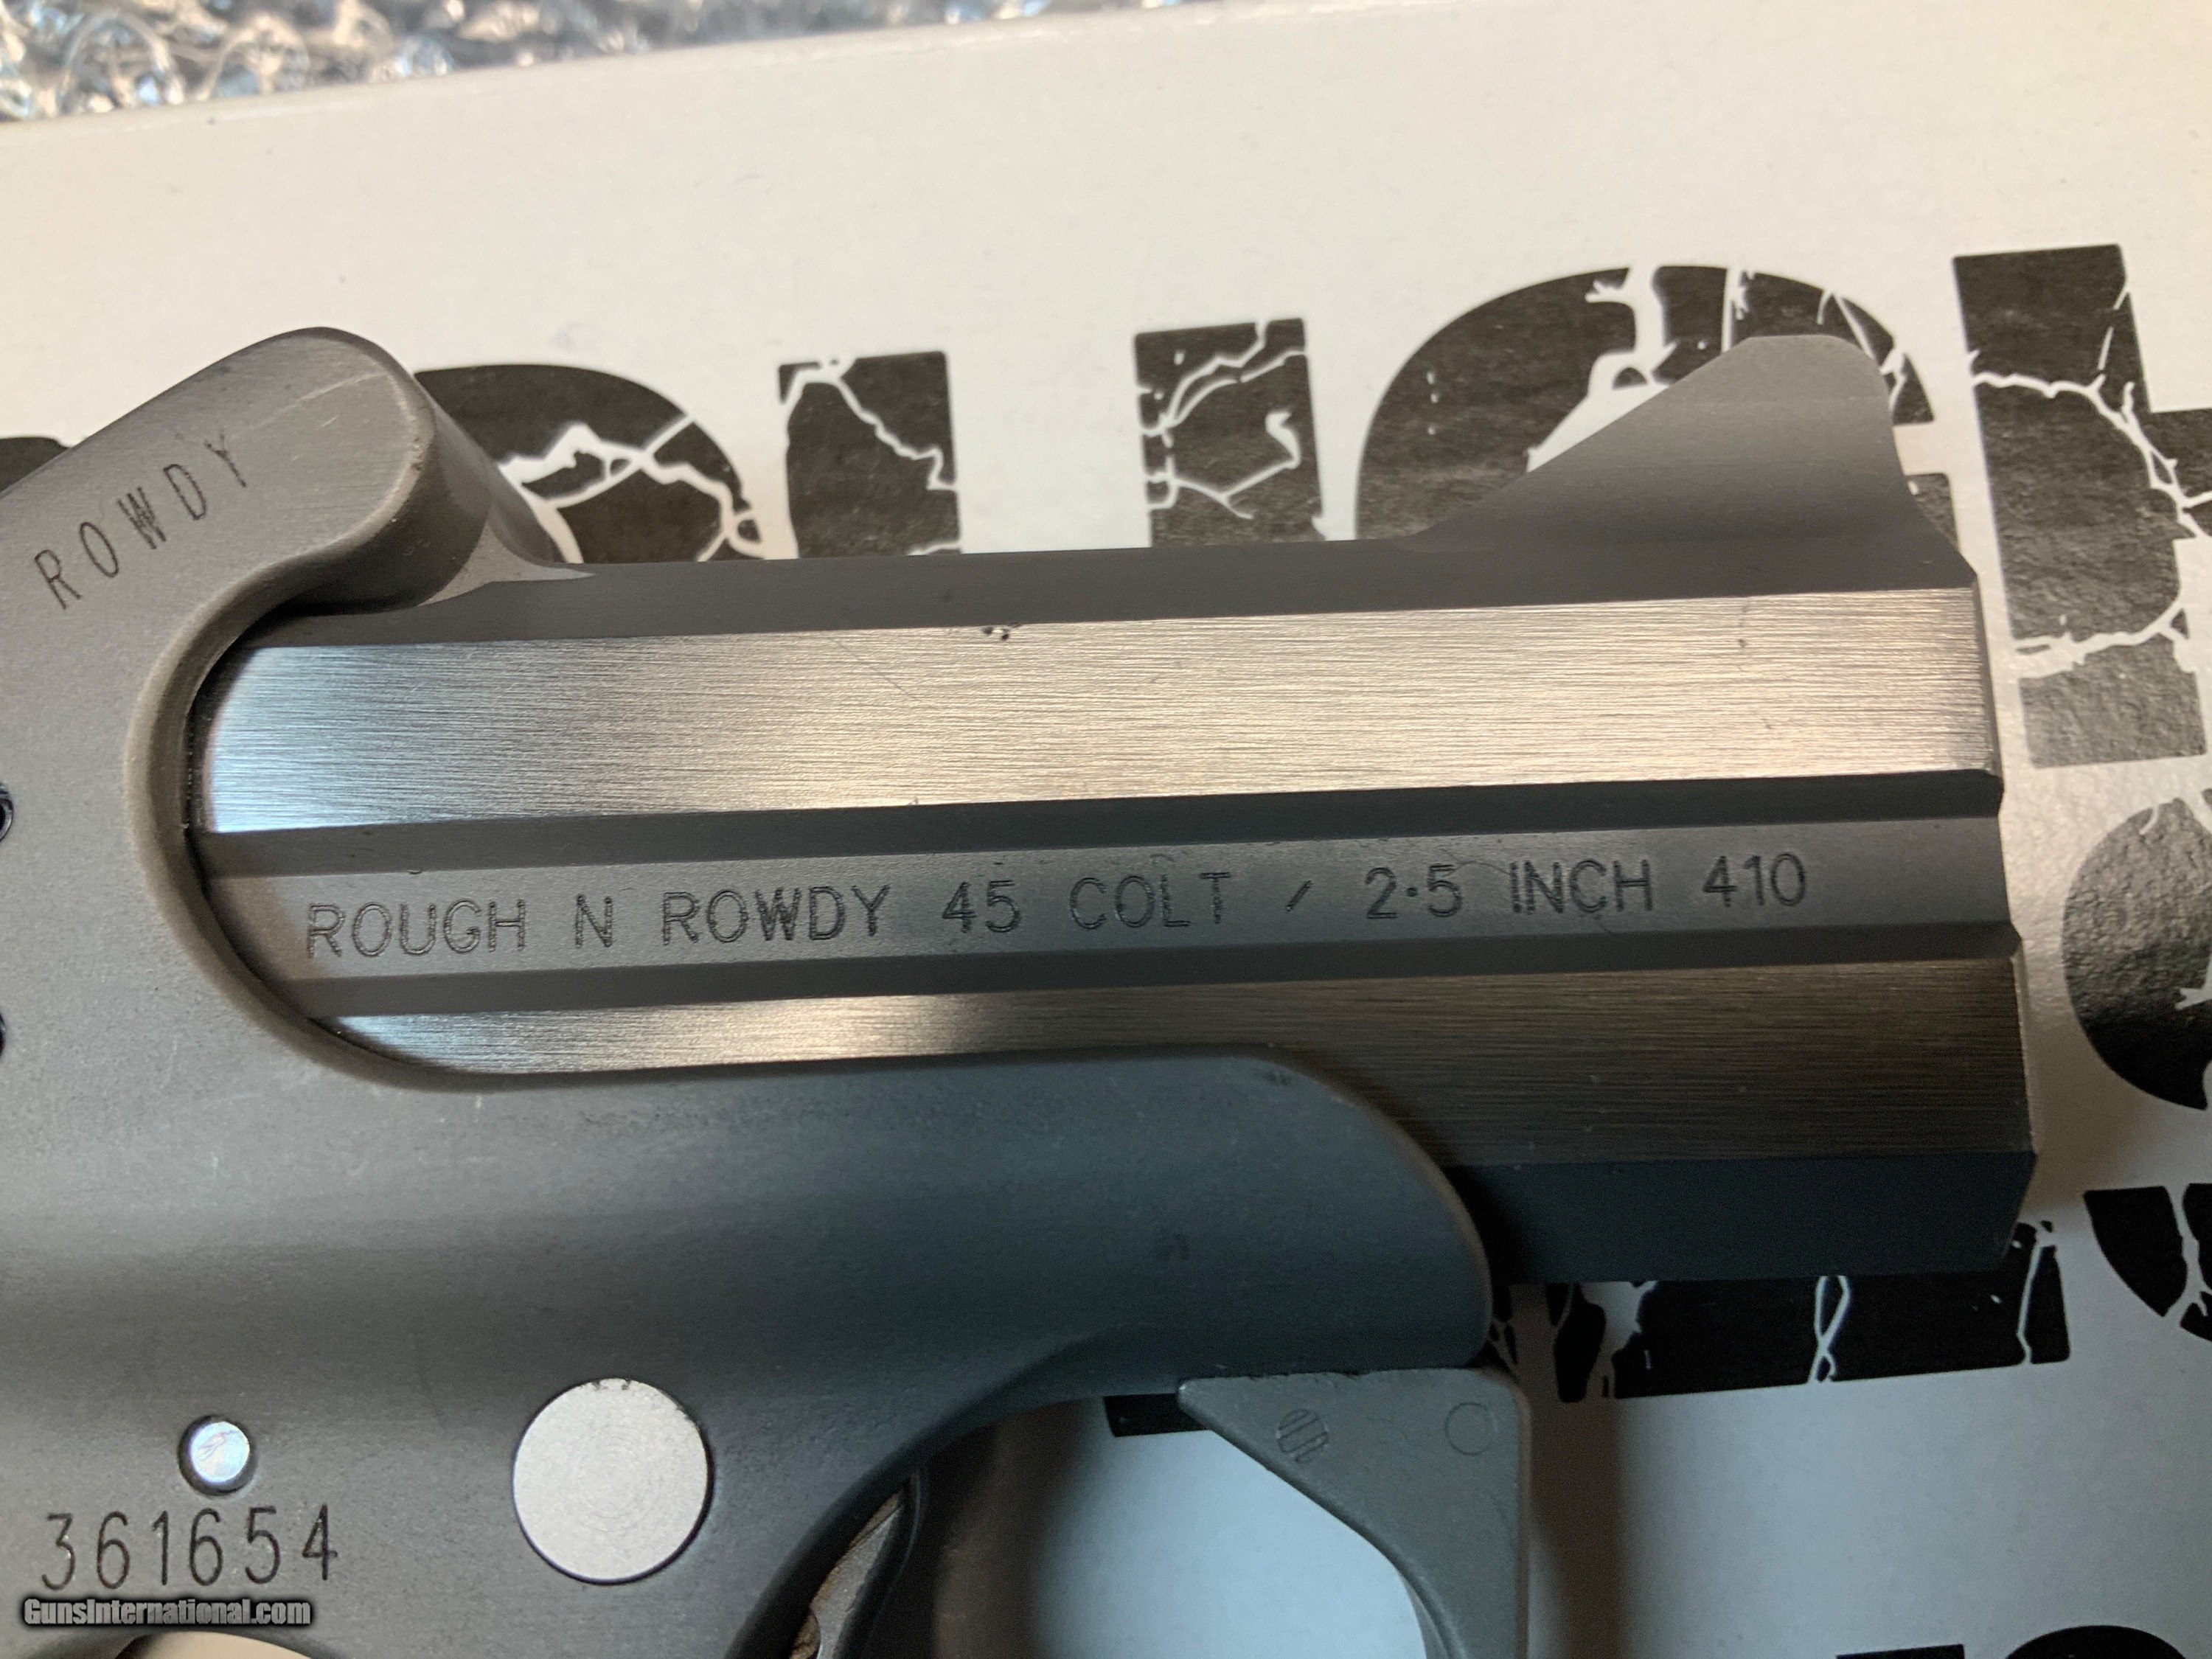 ROWDY
ROUGH N ROWDY 45 COLT / 2.5 INCH 410
361654
GunsInternational.com